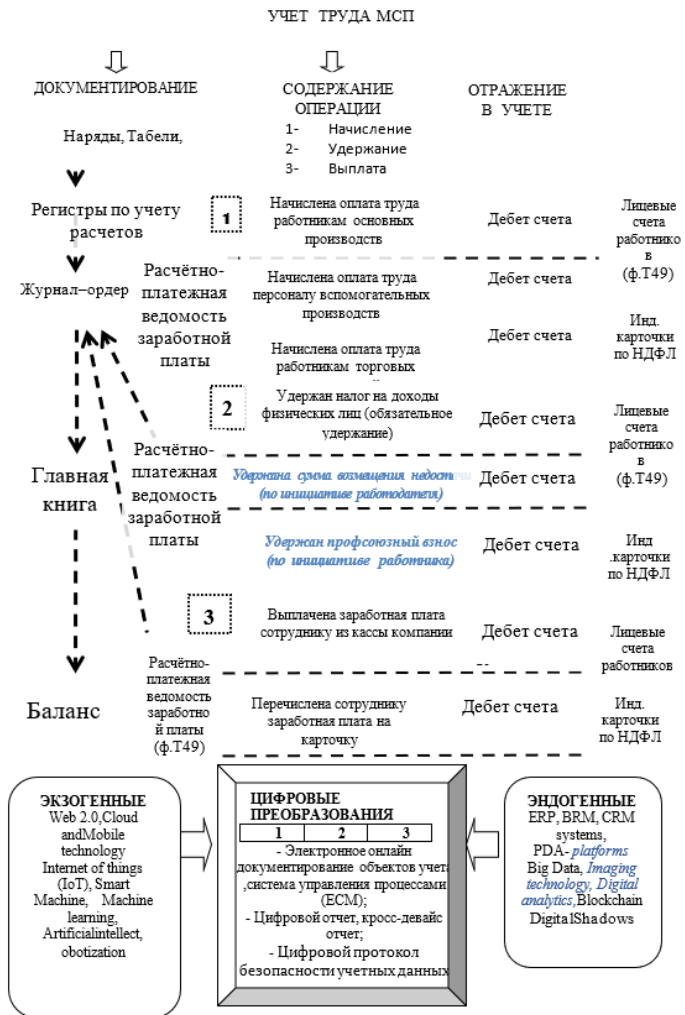 УЧЕТ ТРУДА МСП
ДОКУМЕНТИРОВАНИЕ
СОДЕРЖАНИЕ
ОПЕРАЦИИ
1- Начисление
2- Удержание
3- Выплата
ОТРАЖЕНИЕ
В УЧЕТЕ
Наряды, Табели,
Регистры по учету
расчетов
1
Начислена оплата труда
работникам основных
производств
Дебет счета
Лицевые
счета
работнико
в
(ф.Т49)
Журнал–ордер
Расчётно-
платежная
ведомость
заработной
платы
Начислена оплата труда
персоналу вспомогательных
производств
Дебет счета
Начислена оплата труда
работникам торговых
Дебет счета
Инд.
карточки
по НДФЛ
2
Удержан налог на доходы
физических лиц (обязательное
удержание)
Дебет счета
Лицевые
счета
работнико
в
(ф.Т49)
Главная
книга
Расчётно-
платежная
ведомость
заработной
платы
Удержана сумма возмещения недостачи
(по инициативе работодателя)
Дебет счета
Удержан профсоюзный взнос
(по инициативе работника)
Дебет счета
Инд
.карточки
по НДФЛ
3
Выплачена заработная плата
сотруднику из кассы компании
Дебет счета
--
Лицевые
счета
работников
Баланс
Расчётно-
платежная
ведомость
заработно
й платы
(ф.Т49)
Перечислена сотруднику
заработная плата на
карточку
Дебет счета
Инд.
карточки
по НДФЛ
ЭКЗОГЕННЫЕ
Web 2.0,Cloud
andMobile
technology
Internet of things
(IoT), Smart
Machine, Machine
learning,
Artificialintellect,
obotization
ЦИФРОВЫЕ
ПРЕОБРАЗОВАНИЯ
1 2 3
- Электронное онлайн
документирование объектов учета
,система управления процессами
(ECM);
- Цифровой отчет, кросс-девайс
отчет;
- Цифровой протокол
безопасности учетных данных
ЭНДОГЕННЫЕ
ERP, BRM, CRM
systems,
PDA- platforms
Big Data, Imaging
technology, Digital
analytics,Blockchain
DigitalShadows